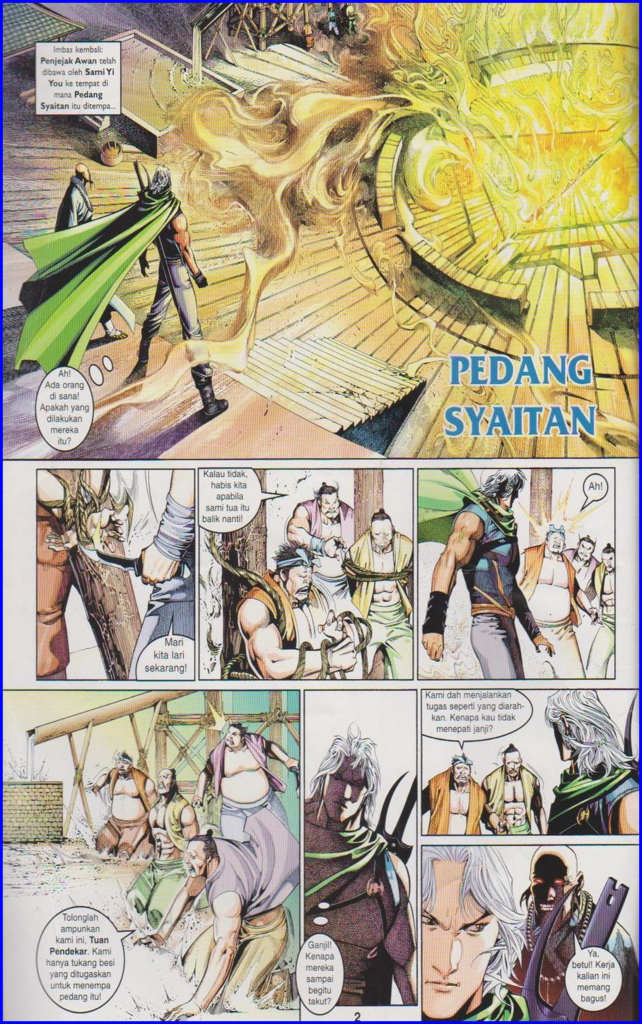 Imbas kembali:
Penjejak Awan telah
dibawa oleh Sami Yi
You ke tempat di
mana Pedang
Syaitan itu ditempa...
Ah!
Ada orang
di sana!
Apakah yang
dilakukan
mereka
itu?
PEDANG
SYAITAN
Mari
kita lari
sekarang!
Kalau tidak,
habis kita
apabila
sami tua itu
balik nanti!
Ah!
Tolonglah
ampunkan
kami ini, Tuan
Pendekar. Kami
hanya tukang besi
yang ditugaskan
untuk menempa
pedang itu!
Ganjil!
Kenapa
mereka
sampai
begitu
takut?
Kami dah menjalankan
tugas seperti yang diarah-
kan. Kenapa kau tidak
menepati janji?
Ya,
betul! Kerja
kalian ini
memang
bagus!
2